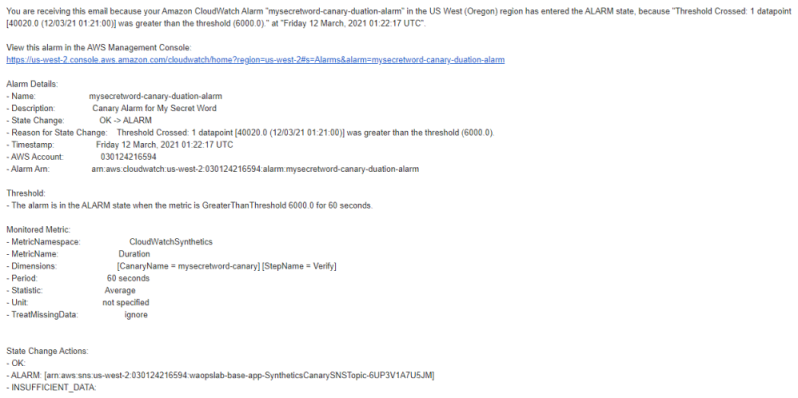 You are receiving this email because your Amazon CloudWatch Alarm "mysecretword-canary-duation-alarm" in the US West (Oregon) region has entered the ALARM state, because "Threshold Crossed: 1 datapoint
[40020.0 (12/03/21 01:21:00)] was greater than the threshold (6000.0)." at "Friday 12 March, 2021 01:22:17 UTC".
View this alarm in the AWS Management Console:
https://us-west-2.console.aws.amazon.com/cloudwatch/home?region=us-west-2#s=Alarms&alarm=mysecretword-canary-duation-alarm
Alarm Details:
- Name: mysecretword-canary-duation-alarm
- Description: Canary Alarm for My Secret Word
- State Change: OK -> ALARM
- Reason for State Change: Threshold Crossed: 1 datapoint [40020.0 (12/03/21 01:21:00)] was greater than the threshold (6000.0).
- Timestamp: Friday 12 March, 2021 01:22:17 UTC
- AWS Account: 030124216594
- Alarm Arn: arn:aws:cloudwatch:us-west-2:030124216594:alarm:mysecretword-canary-duation-alarm
Threshold:
- The alarm is in the ALARM state when the metric is GreaterThanThreshold 6000.0 for 60 seconds.
Monitored Metric:
- MetricNamespace: CloudWatchSynthetics
- MetricName: Duration
- Dimensions: [CanaryName = mysecretword-canary] [StepName = Verify]
- Period: 60 seconds
- Statistic: Average
- Unit: not specified
- TreatMissingData: ignore
State Change Actions:
- OK:
- ALARM: [arn:aws:sns:us-west-2:030124216594:waopslab-base-app-SyntheticsCanarySNSTopic-6UP3V1A7U5JM]
- INSUFFICIENT_DATA: